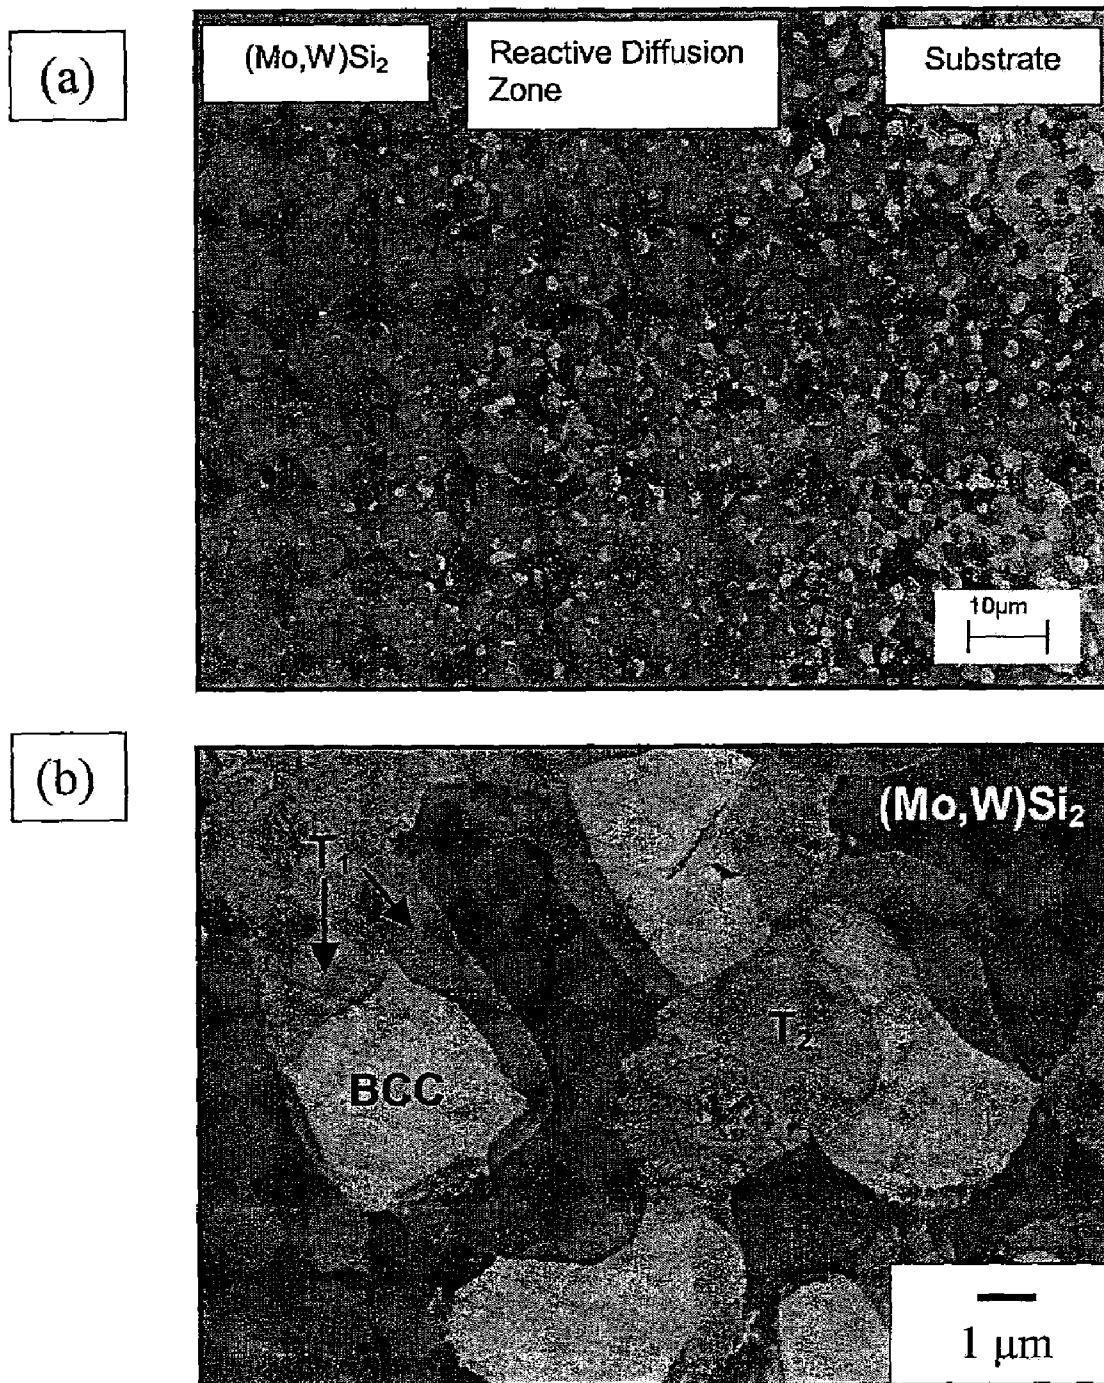 (a)
(Mo,W)Si₂
Reactive Diffusion
Zone
Substrate
10μm
(b)
(Mo,W)Si₂
T₁
T₂
BCC
1 μm